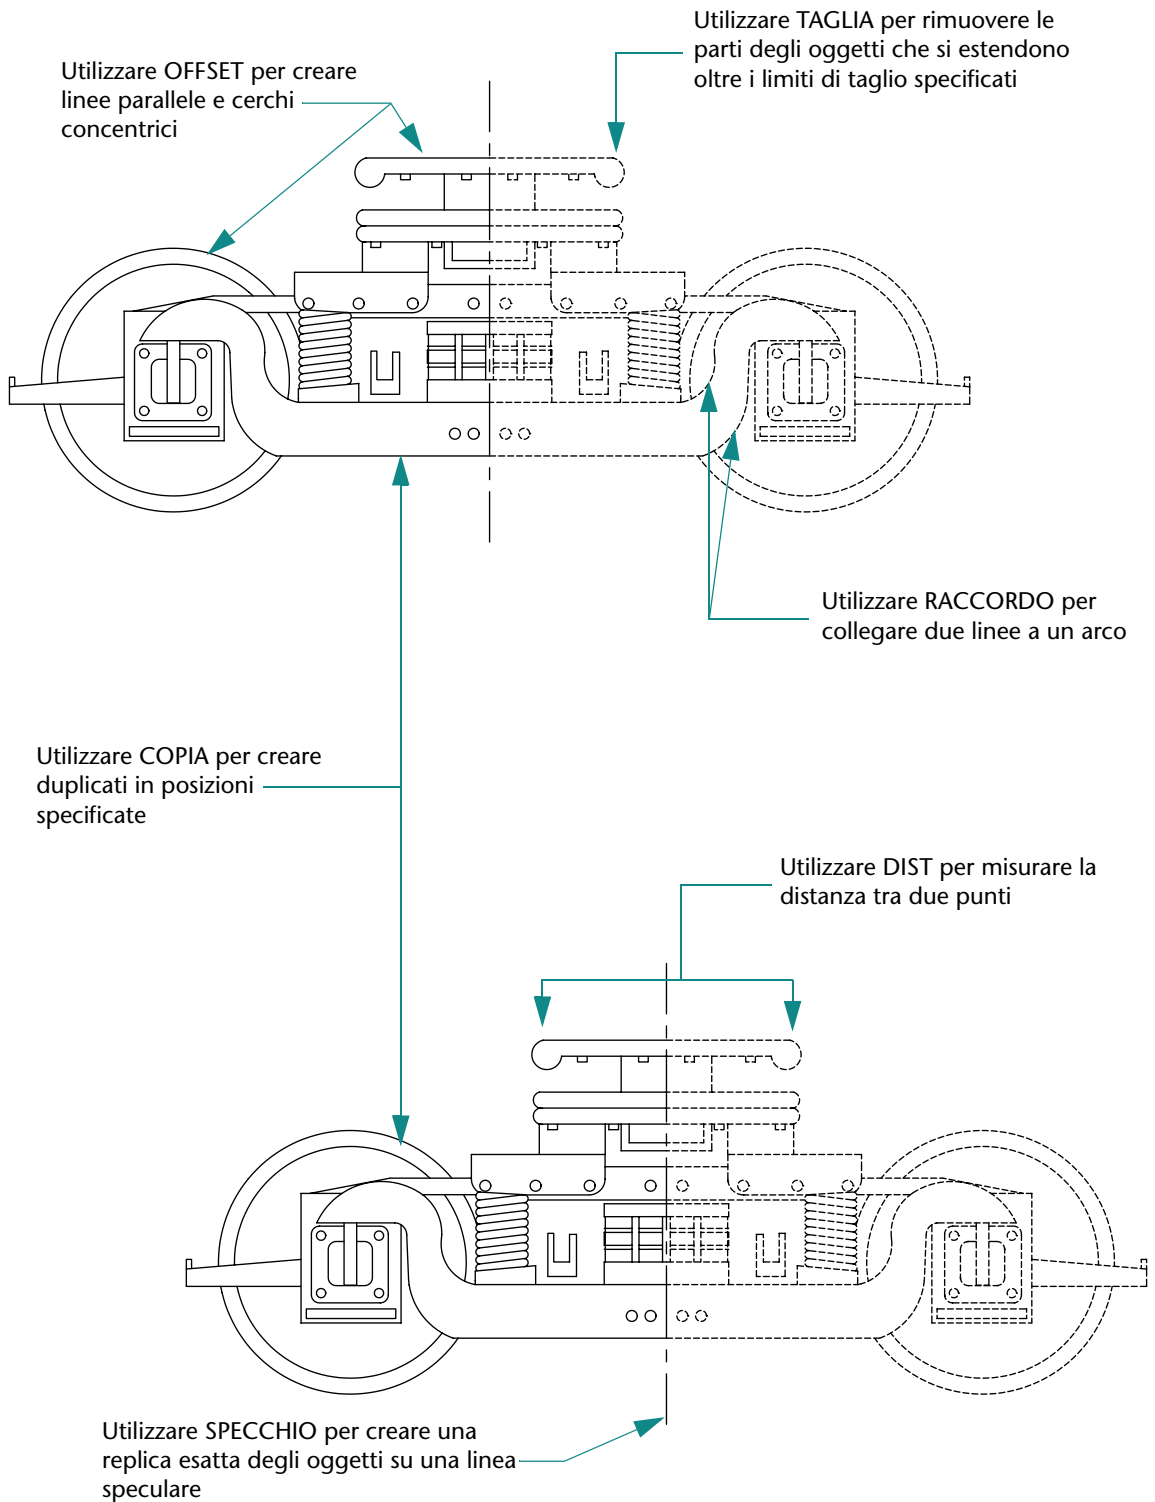 Utilizzare TAGLIA per rimuovere le
parti degli oggetti che si estendono
oltre i limiti di taglio specificati
Utilizzare OFFSET per creare
linee parallele e cerchi
concentrici
Utilizzare RACCORDO per
collegare due linee a un arco
Utilizzare COPIA per creare
duplicati in posizioni
specificate
Utilizzare DIST per misurare la
distanza tra due punti
Utilizzare SPECCHIO per creare una
replica esatta degli oggetti su una linea
speculare